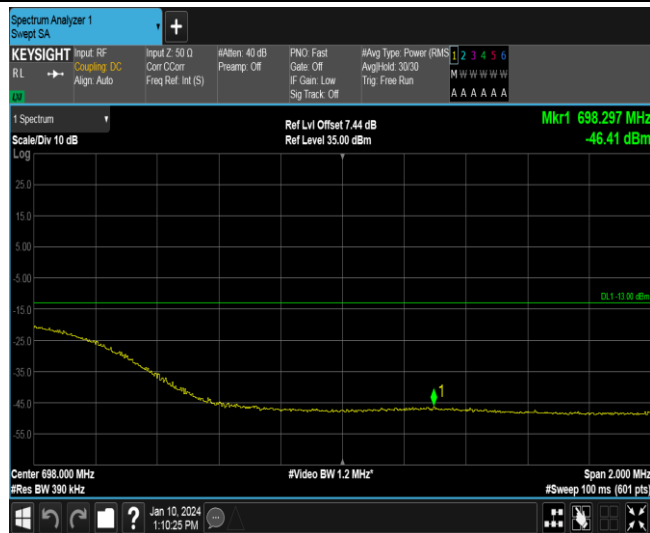 Spectrum Analyzer 1
Swept SA
KEYSIGHT
RL
LXI
Input: RF
Coupling: DC
Align: Auto
Input Z: 50 Ω
Corr CCorr
Freq Ref: Int (S)
#Atten: 40 dB
Preamp: Off
PNO: Fast
Gate: Off
IF Gain: Low
Sig Track: Off
#Avg Type: Power (RMS
Avg|Hold: 30/30
Trig: Free Run
1 2 3 4 5 6
M W W W W W
A A A A A A
1 Spectrum
Scale/Div 10 dB
Log
Ref Lvl Offset 7.44 dB
Ref Level 35.00 dBm
Mkr1 698.297 MHz
-46.41 dBm
25.0
15.0
5.00
-5.00
DL1 -13.00 dBm
-15.0
-25.0
-35.0
1
-45.0
-55.0
Center 698.000 MHz
#Res BW 390 kHz
#Video BW 1.2 MHz*
Span 2.000 MHz
#Sweep 100 ms (601 pts)
?
Jan 10, 2024
1:10:25 PM